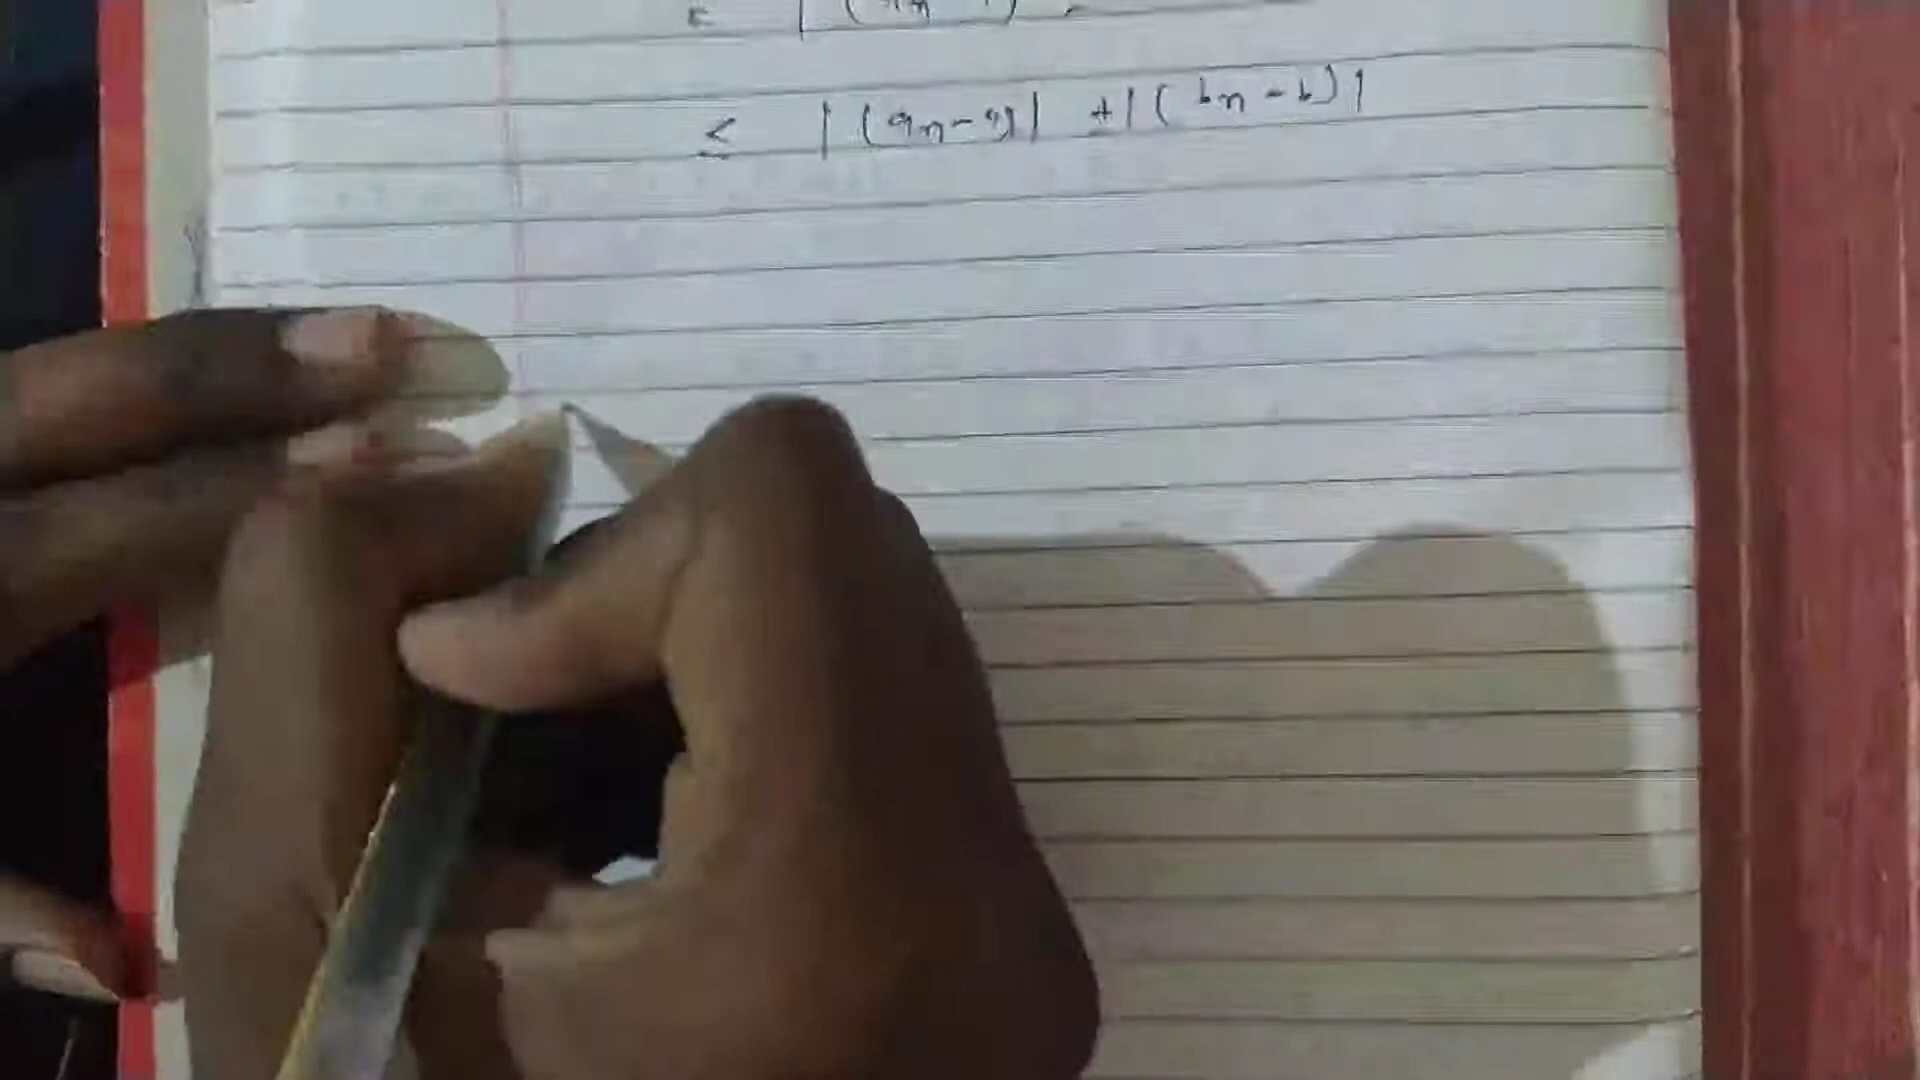 ≤ |(an-a)| +|(bn-b)|